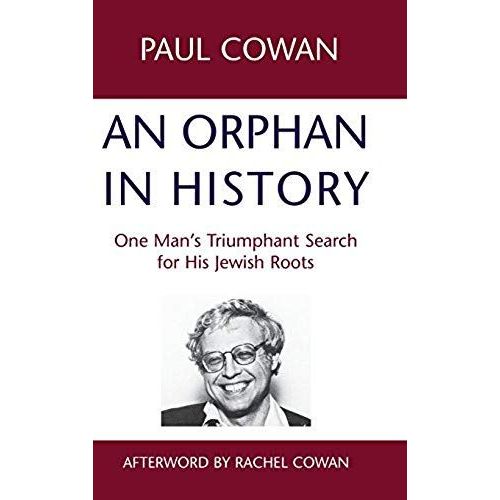 PAUL COWAN
AN ORPHAN
IN HISTORY
One Man's Triumphant Search
for His Jewish Roots
AFTERWORD BY RACHEL COWAN